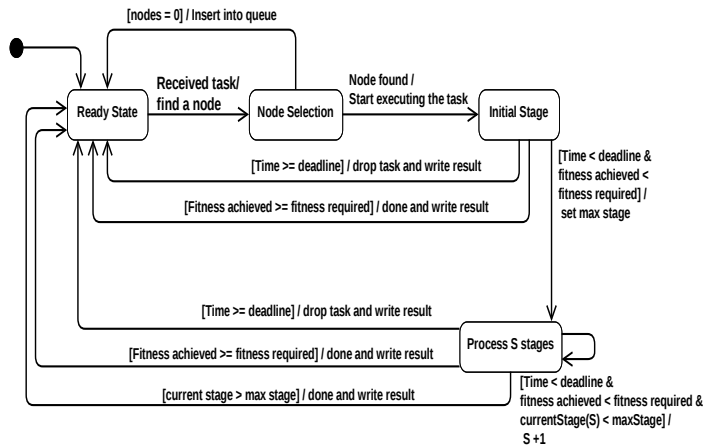 [nodes = 0] / Insert into queue
Received task/
find a node
Node found /
Start executing the task
Ready State
Node Selection
Initial Stage
[Time >= deadline] / drop task and write result
[Time < deadline &
fitness achieved <
fitness required] /
set max stage
[Fitness achieved >= fitness required] / done and write result
[Time >= deadline] / drop task and write result
Process S stages
[Fitness achieved >= fitness required] / done and write result
[current stage > max stage] / done and write result
[Time < deadline &
fitness achieved < fitness required &
currentStage(S) < maxStage] /
S +1